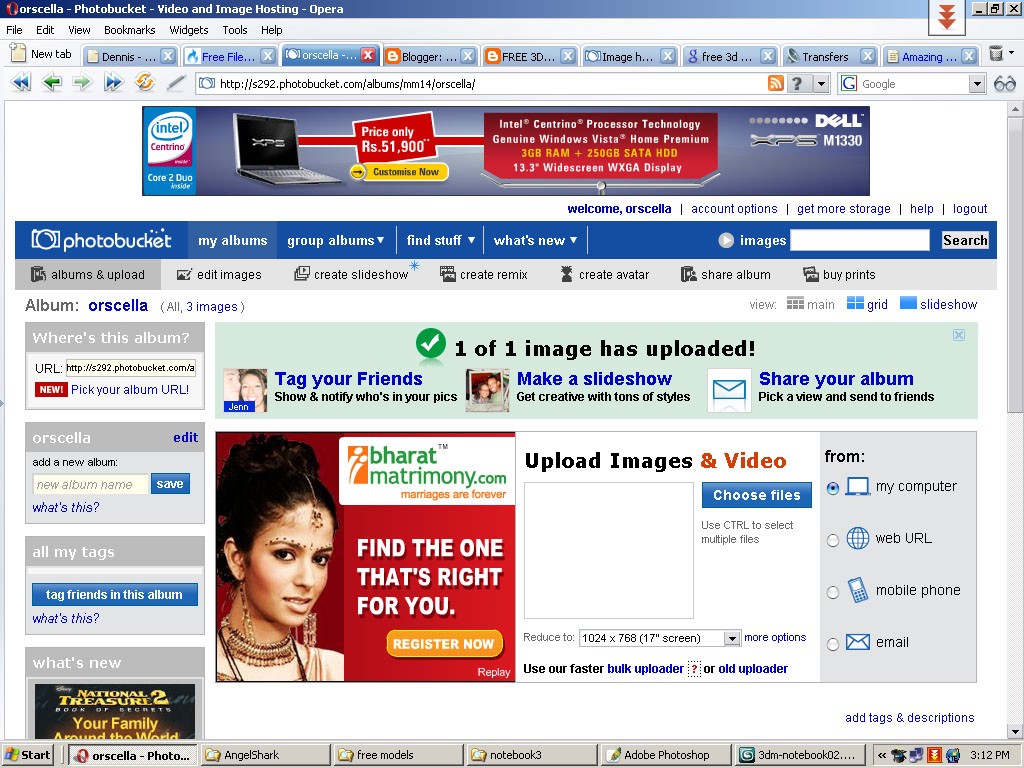 orscella - Photobucket - Video and Image Hosting - Opera
File Edit View Bookmarks Widgets Tools Help
New tab Dennis - ... Free File... orscella -... Blogger: ... FREE 3D... Image h... free 3d ... Transfers Amazing ...
http://s292.photobucket.com/albums/mm14/orscella/ ? Google
intel Centrino inside™ Core 2 Duo inside™
XPS
Price only
Rs.51,900**
Customise Now
Intel® Centrino® Processor Technology
Genuine Windows Vista® Home Premium
3GB RAM + 250GB SATA HDD
13.3" Widescreen WXGA Display
DELL
XPS M1330
welcome, orscella | account options | get more storage | help | logout
photobucket my albums group albums find stuff what's new images Search
albums & upload edit images create slideshow create remix create avatar share album buy prints
Album: orscella ( All, 3 images ) view: main grid slideshow
Where's this album?
URL: http://s292.photobucket.com/a
NEW! Pick your album URL!
1 of 1 image has uploaded!
Jenn
Tag your Friends
Show & notify who's in your pics
Make a slideshow
Get creative with tons of styles
Share your album
Pick a view and send to friends
orscella edit
add a new album:
new album name save
what's this?
all my tags
tag friends in this album
what's this?
what's new
Disney
NATIONAL
TREASURE 2
BOOK OF SECRETS
Your Family
Around the World
bharat™
matrimony.com
marriages are forever
FIND THE ONE
THAT'S RIGHT
FOR YOU.
REGISTER NOW
Replay
Upload Images & Video
Choose files
Use CTRL to select
multiple files
Reduce to: 1024 x 768 (17" screen) more options
Use our faster bulk uploader ? or old uploader
from:
my computer
web URL
mobile phone
email
add tags & descriptions
Start orscella - Photo... AngelShark free models notebook3 Adobe Photoshop 3dm-notebook02.... « 3:12 PM